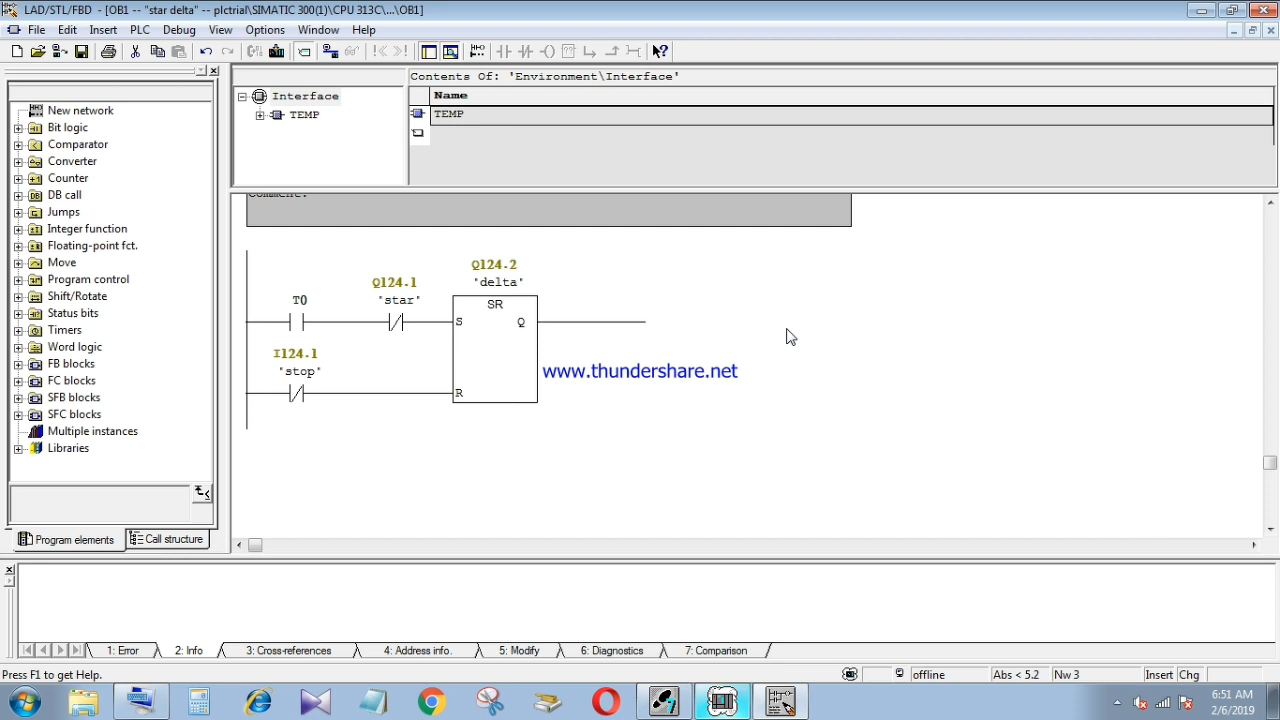 LAD/STL/FBD - [OB1 -- "star delta" -- plctrial\SIMATIC 300(1)\CPU 313C\...\OB1]
File Edit Insert PLC Debug View Options Window Help
New network
Bit logic
Comparator
Converter
Counter
DB call
Jumps
Integer function
Floating-point fct.
Move
Program control
Shift/Rotate
Status bits
Timers
Word logic
FB blocks
FC blocks
SFB blocks
SFC blocks
Multiple instances
Libraries
Program elements Call structure
Interface
TEMP
Contents Of: 'Environment\Interface'
Name
TEMP
Comment:
Q124.2
Q124.1 "delta"
T0 "star" SR
S Q
I124.1
"stop"
www.thundershare.net
R
1: Error 2: Info 3: Cross-references 4: Address info. 5: Modify 6: Diagnostics 7: Comparison
Press F1 to get Help. offline Abs < 5.2 Nw 3 Insert Chg
6:51 AM
2/6/2019